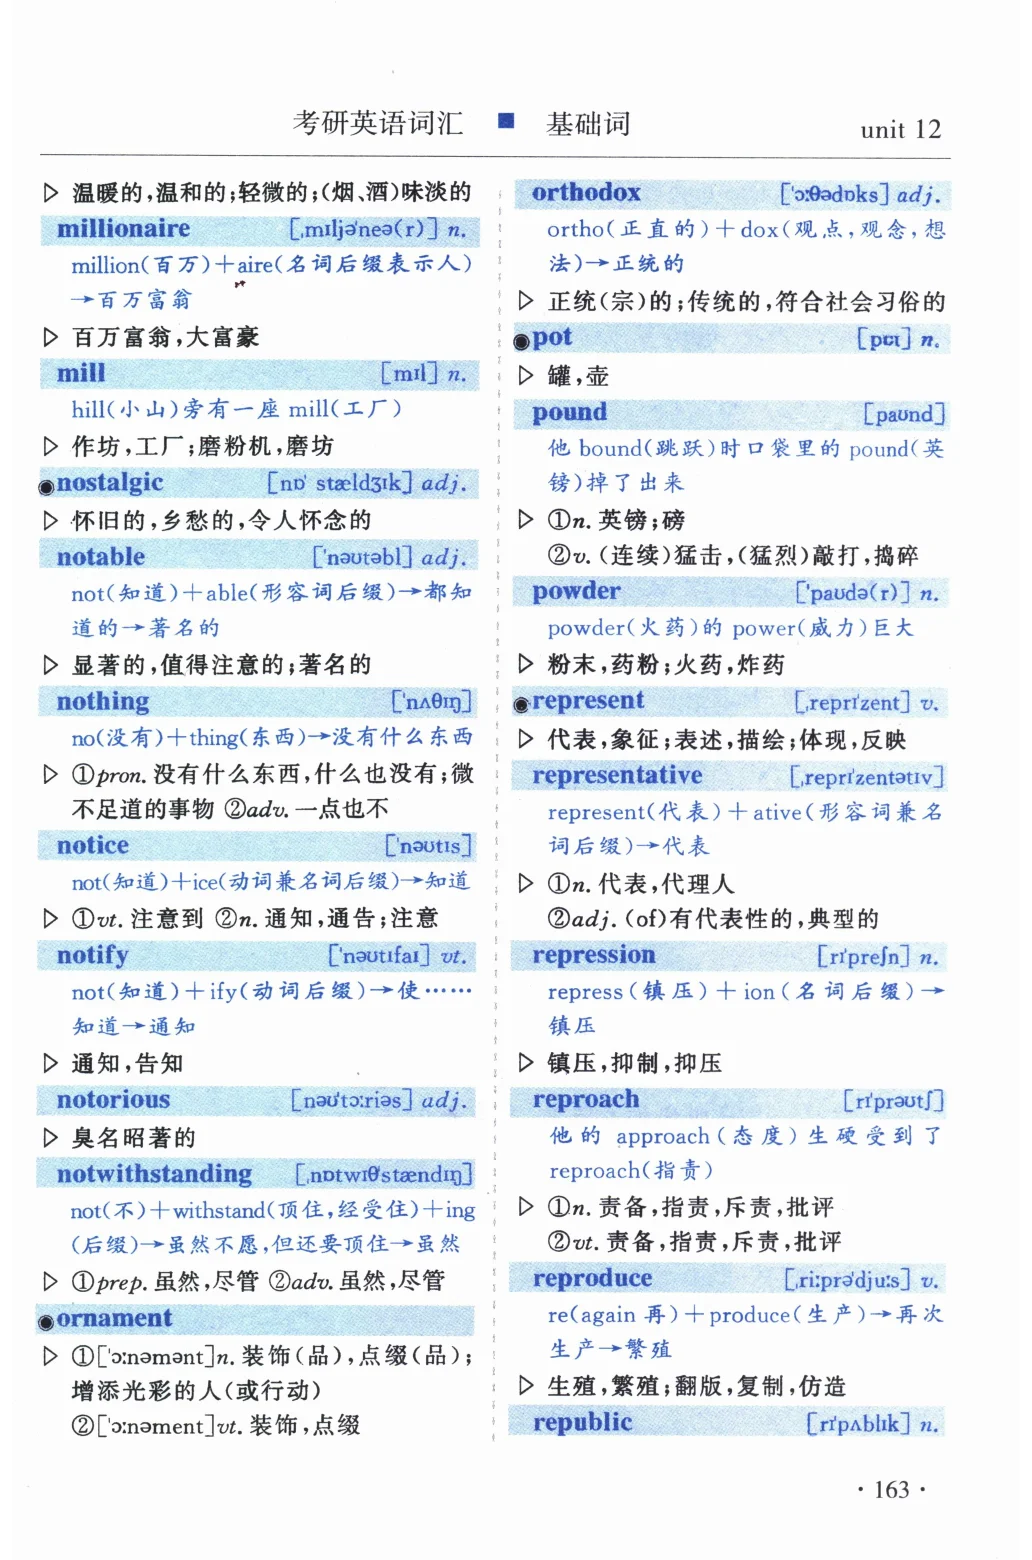 考研英语词汇 ■ 基础词 unit 12
▷ 温暖的,温和的;轻微的;(烟、酒)味淡的
millionaire [ˌmɪljəˈneə(r)] n.
million(百万)+aire(名词后缀表示人)
→百万富翁
▷ 百万富翁,大富豪
mill [mɪl] n.
hill(小山)旁有一座 mill(工厂)
▷ 作坊,工厂;磨粉机,磨坊
●nostalgic [nɒˈstældʒɪk] adj.
▷ 怀旧的,乡愁的,令人怀念的
notable [ˈnəʊtəbl] adj.
not(知道)+able(形容词后缀)→都知
道的→著名的
▷ 显著的,值得注意的;著名的
nothing [ˈnʌθɪŋ]
no(没有)+thing(东西)→没有什么东西
▷ ①pron. 没有什么东西,什么也没有;微
不足道的事物 ②adv. 一点也不
notice [ˈnəʊtɪs]
not(知道)+ice(动词兼名词后缀)→知道
▷ ①vt. 注意到 ②n. 通知,通告;注意
notify [ˈnəʊtɪfaɪ] vt.
not(知道)+ify(动词后缀)→使……
知道→通知
▷ 通知,告知
notorious [nəʊˈtɔːriəs] adj.
▷ 臭名昭著的
notwithstanding [ˌnɒtwɪθˈstændɪŋ]
not(不)+withstand(顶住,经受住)+ing
(后缀)→虽然不愿,但还要顶住→虽然
▷ ①prep. 虽然,尽管 ②adv. 虽然,尽管
●ornament
▷ ①[ˈɔːnəmənt]n. 装饰(品),点缀(品);
增添光彩的人(或行动)
②[ˈɔːnəment]vt. 装饰,点缀
orthodox [ˈɔːθədɒks] adj.
ortho(正直的)+dox(观点,观念,想
法)→正统的
▷ 正统(宗)的;传统的,符合社会习俗的
●pot [pɒt] n.
▷ 罐,壶
pound [paʊnd]
他 bound(跳跃)时口袋里的 pound(英
镑)掉了出来
▷ ①n. 英镑;磅
②v. (连续)猛击,(猛烈)敲打,捣碎
powder [ˈpaʊdə(r)] n.
powder(火药)的 power(威力)巨大
▷ 粉末,药粉;火药,炸药
●represent [ˌreprɪˈzent] v.
▷ 代表,象征;表述,描绘;体现,反映
representative [ˌreprɪˈzentətɪv]
represent(代表)+ative(形容词兼名
词后缀)→代表
▷ ①n. 代表,代理人
②adj. (of)有代表性的,典型的
repression [rɪˈpreʃn] n.
repress(镇压)+ion(名词后缀)→
镇压
▷ 镇压,抑制,抑压
reproach [rɪˈprəʊtʃ]
他的 approach(态度)生硬受到了
reproach(指责)
▷ ①n. 责备,指责,斥责,批评
②vt. 责备,指责,斥责,批评
reproduce [ˌriːprəˈdjuːs] v.
re(again 再)+produce(生产)→再次
生产→繁殖
▷ 生殖,繁殖;翻版,复制,仿造
republic [rɪˈpʌblɪk] n.
·163·